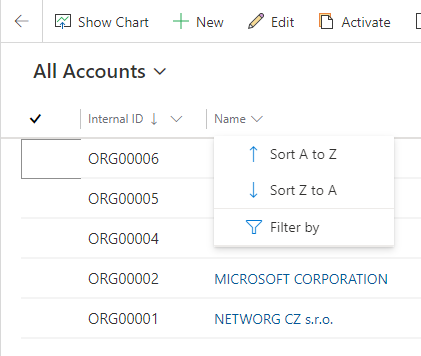 Show Chart New Edit Activate
All Accounts
Internal ID Name
ORG00006
Sort A to Z
ORG00005
Sort Z to A
ORG00004
Filter by
ORG00002 MICROSOFT CORPORATION
ORG00001 NETWORG CZ s.r.o.